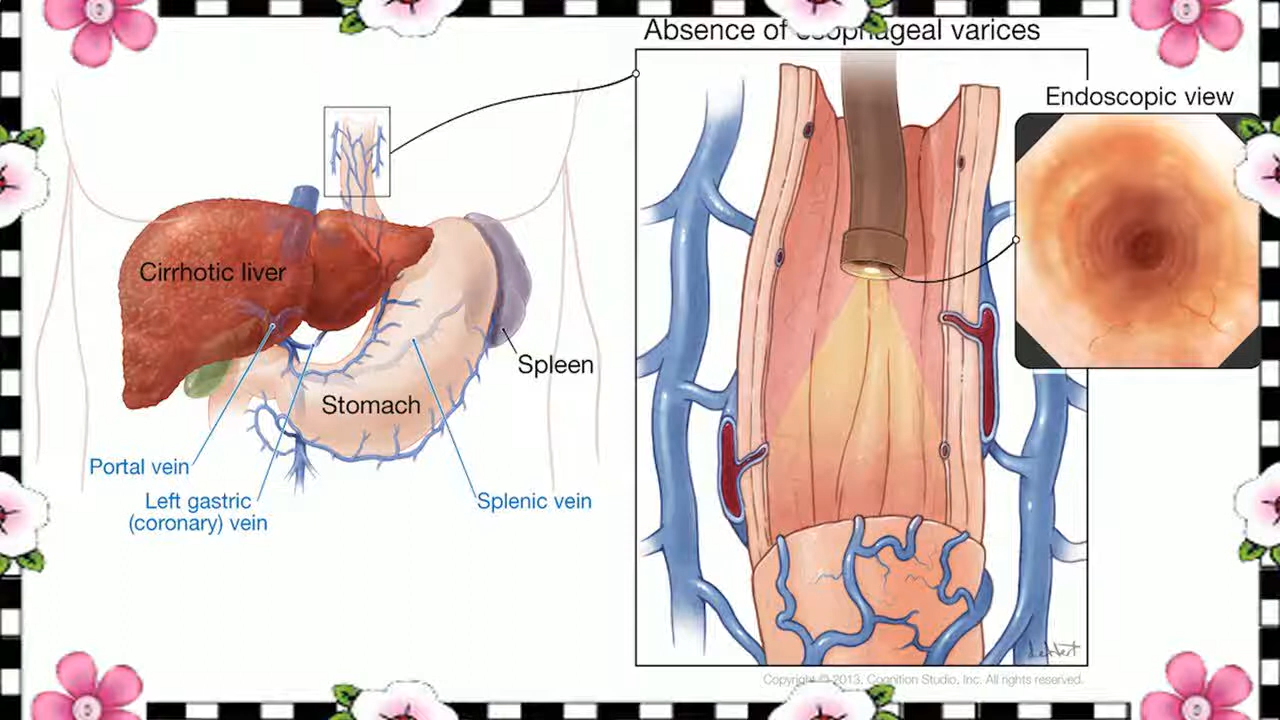 Absence of esophageal varices
Endoscopic view
Cirrhotic liver
Spleen
Stomach
Portal vein
Left gastric
(coronary) vein
Splenic vein
Copyright © 2013. Cognition Studio, Inc. All rights reserved.